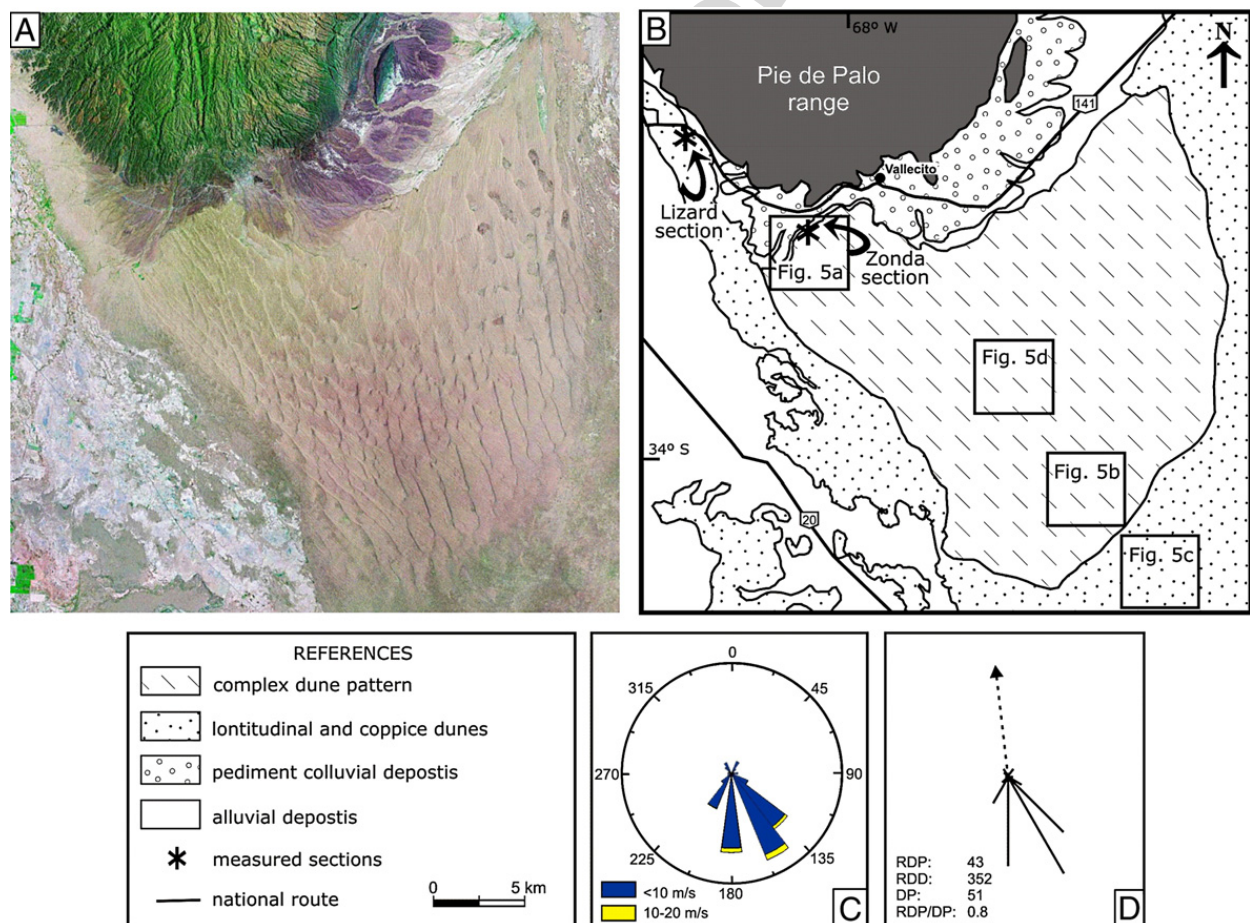 A
B
68º W
N
Pie de Palo
range
141
Vallecito
Lizard
section
Zonda
section
Fig. 5a
Fig. 5d
34º S
Fig. 5b
20
Fig. 5c
REFERENCES
complex dune pattern
lontitudinal and coppice dunes
pediment colluvial depostis
alluvial depostis
measured sections
national route
0 5 km
0
315 45
270 90
225 135
180
<10 m/s
10-20 m/s
C
RDP: 43
RDD: 352
DP: 51
RDP/DP: 0.8
D